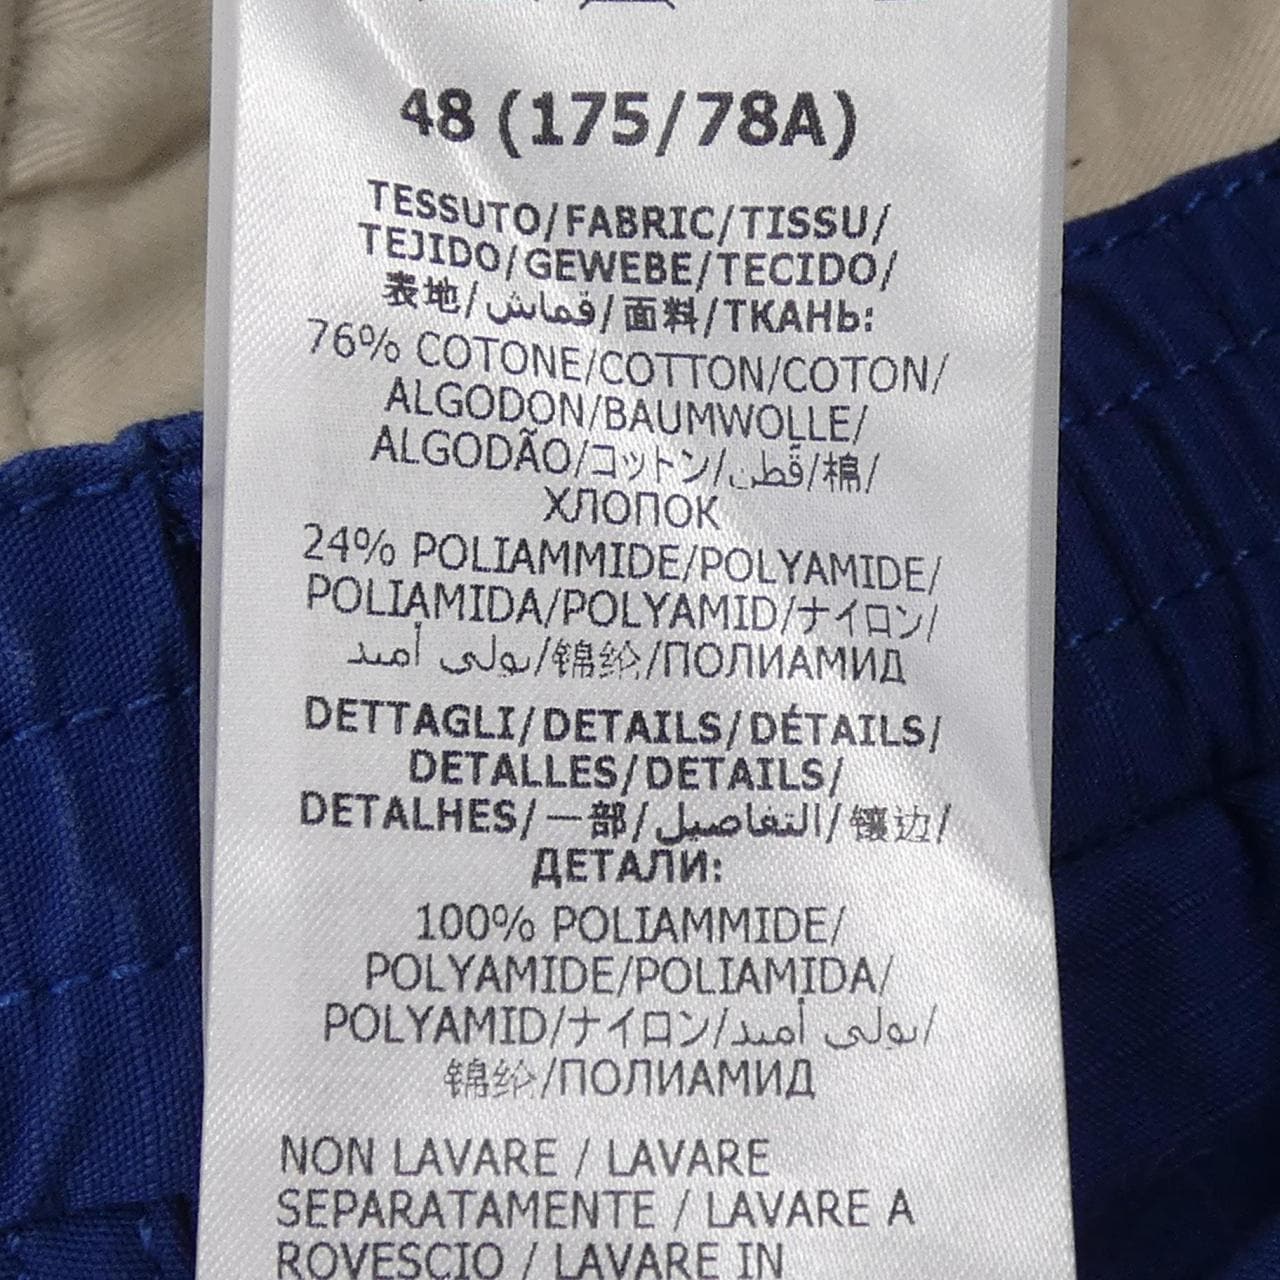 48 (175/78A)
TESSUTO/FABRIC/TISSU/
TEJIDO/GEWEBE/TECIDO/
表地/قماش/面料/ТКАНЬ:
76% COTONE/COTTON/COTON/
ALGODON/BAUMWOLLE/
ALGODÃO/コットン/قطن/棉/
ХЛОПОК
24% POLIAMMIDE/POLYAMIDE/
POLIAMIDA/POLYAMID/ナイロン/
بولي أميد/锦纶/ПОЛИАМИД
DETTAGLI/DETAILS/DÉTAILS/
DETALLES/DETAILS/
DETALHES/一部/التفاصيل/镶边/
ДЕТАЛИ:
100% POLIAMMIDE/
POLYAMIDE/POLIAMIDA/
POLYAMID/ナイロン/بولي أميد/
锦纶/ПОЛИАМИД
NON LAVARE / LAVARE
SEPARATAMENTE / LAVARE A
ROVESCIO / LAVARE IN